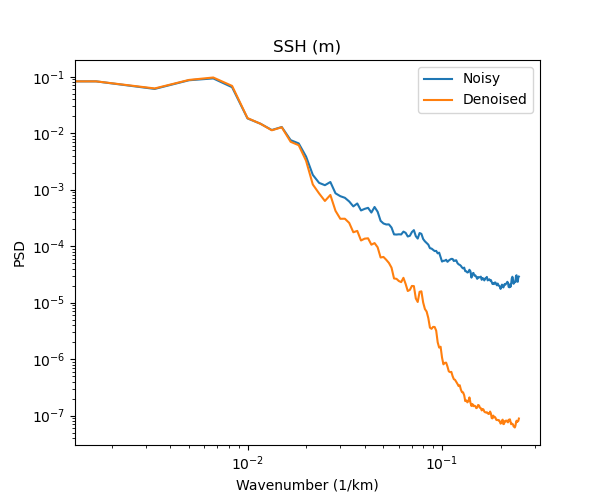 SSH (m)
Noisy
Denoised
PSD
10⁻¹
10⁻²
10⁻³
10⁻⁴
10⁻⁵
10⁻⁶
10⁻⁷
10⁻² 10⁻¹
Wavenumber (1/km)